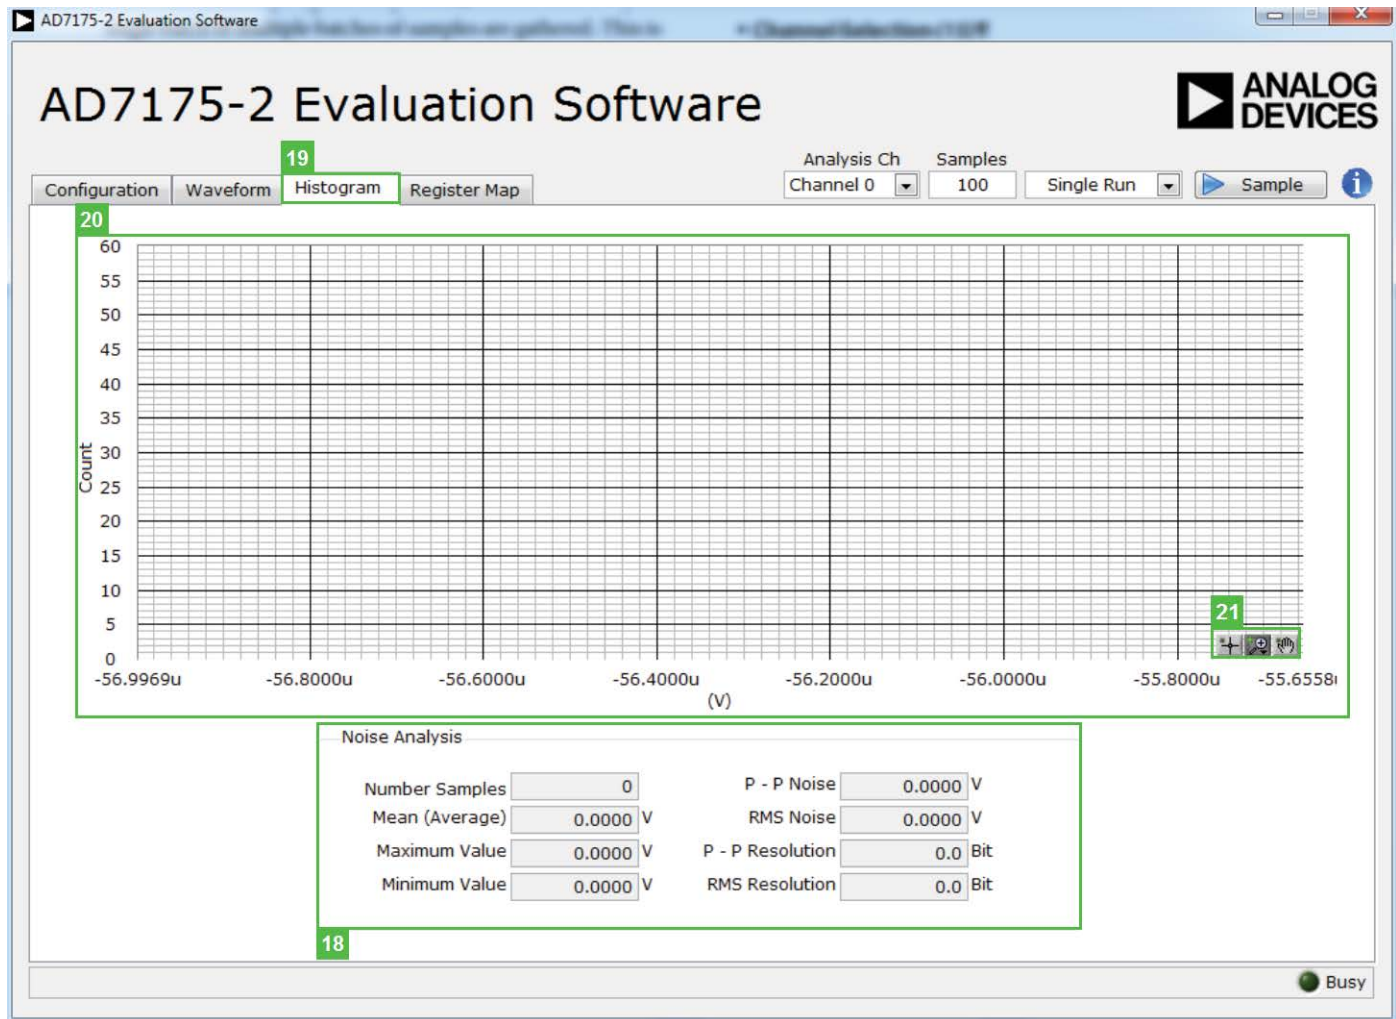 AD7175-2 Evaluation Software
AD7175-2 Evaluation Software
ANALOG
DEVICES
19
Analysis Ch Samples
Configuration Waveform Histogram Register Map Channel 0 100 Single Run Sample i
20
60
55
50
45
40
35
30
25
20
15
10
5
0
Count
21
-56.9969u -56.8000u -56.6000u -56.4000u -56.2000u -56.0000u -55.8000u -55.6558u
(V)
Noise Analysis
Number Samples 0 P - P Noise 0.0000 V
Mean (Average) 0.0000 V RMS Noise 0.0000 V
Maximum Value 0.0000 V P - P Resolution 0.0 Bit
Minimum Value 0.0000 V RMS Resolution 0.0 Bit
18
Busy